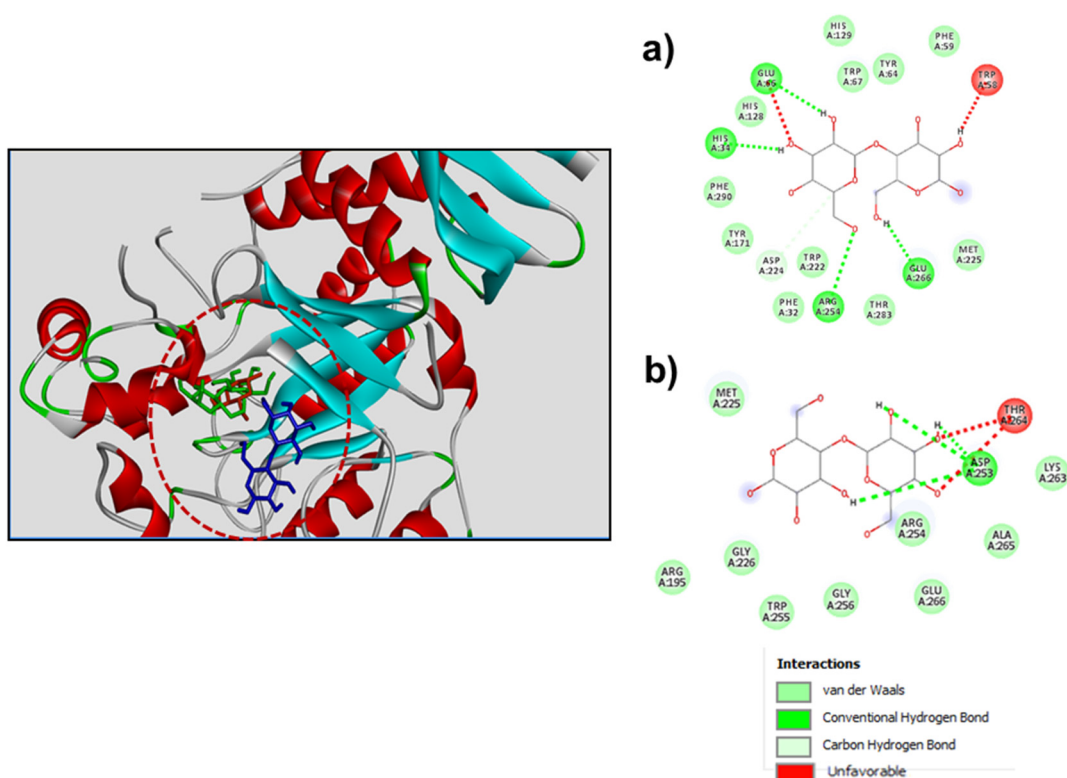 a)
HIS
A:129
PHE
A:59
GLU
A:65
TRP
A:67
TYR
A:64
TRP
A:58
HIS
A:128
H
H
H
HIS
A:34
O
PHE
A:290
H
TYR
A:171
ASP
A:224
TRP
A:222
GLU
A:266
MET
A:225
PHE
A:32
ARG
A:254
THR
A:283
b)
MET
A:225
H
H
THR
A:264
ASP
A:253
LYS
A:263
H
ARG
A:254
ALA
A:265
GLY
A:226
ARG
A:195
TRP
A:255
GLY
A:256
GLU
A:266
Interactions
van der Waals
Conventional Hydrogen Bond
Carbon Hydrogen Bond
Unfavorable